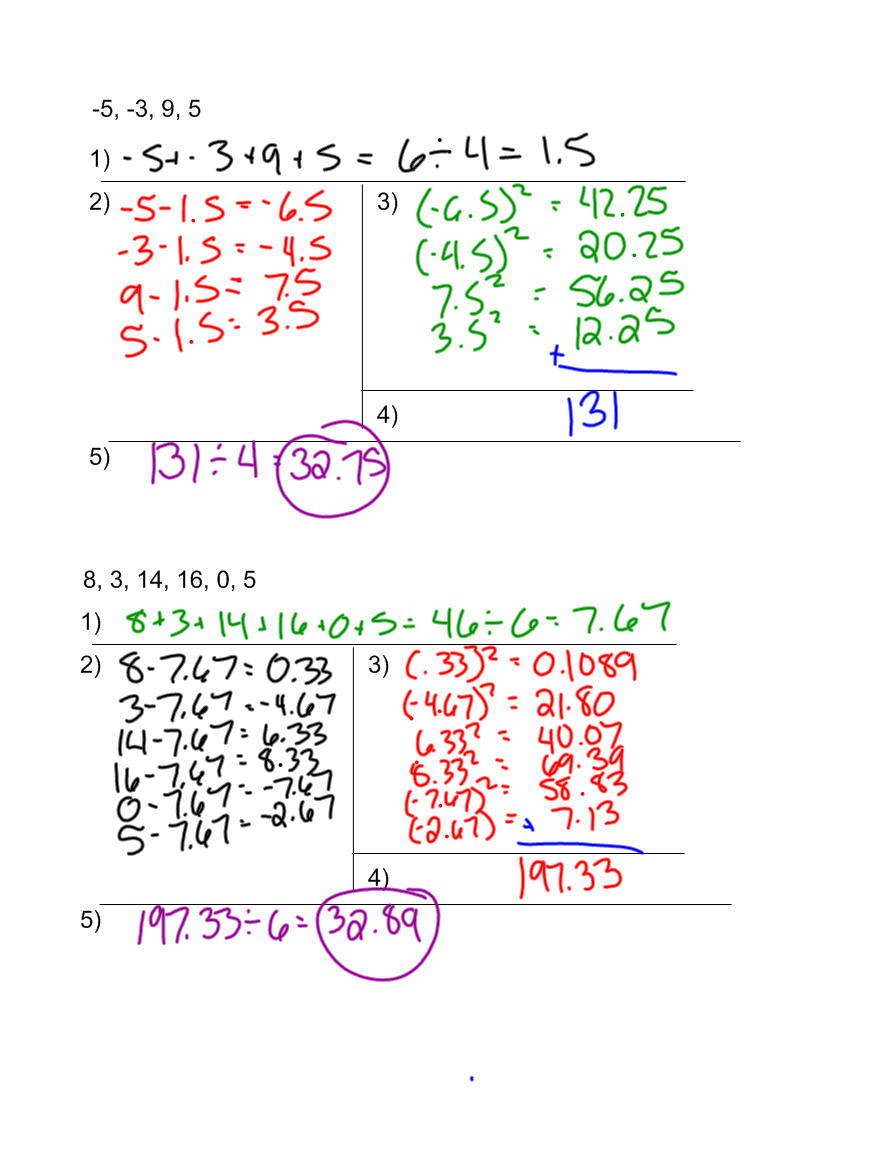 -5, -3, 9, 5
1) -5+-3+9+5 = 6÷4 = 1.5
2) -5-1.5=-6.5
-3-1.5=-4.5
9-1.5= 7.5
5-1.5= 3.5
3) (-6.5)² = 42.25
(-4.5)² = 20.25
7.5² = 56.25
3.5² = 12.25
+
4) 131
5) 131÷4 = 32.75
8, 3, 14, 16, 0, 5
1) 8+3+14+16+0+5=46÷6=7.67
2) 8-7.67=0.33
3-7.67=-4.67
14-7.67=6.33
16-7.67=8.33
0-7.67=-7.67
5-7.67=-2.67
3) (.33)² = 0.1089
(-4.67)² = 21.80
6.33² = 40.07
8.33² = 69.39
(-7.67)² = 58.83
(-2.67) = + 7.13
4) 197.33
5) 197.33÷6=32.89